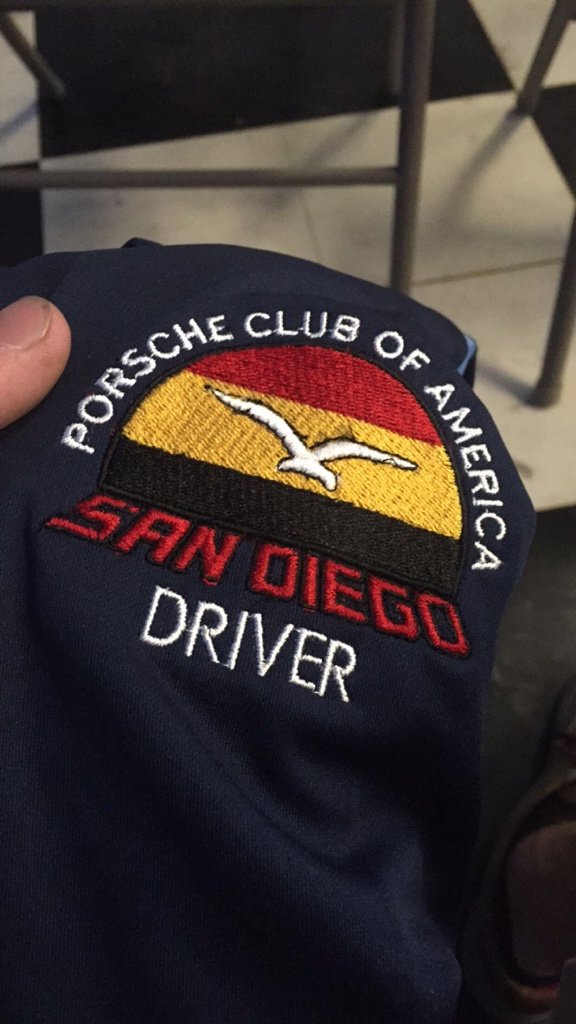 PORSCHE CLUB OF AMERICA
SAN DIEGO
DRIVER